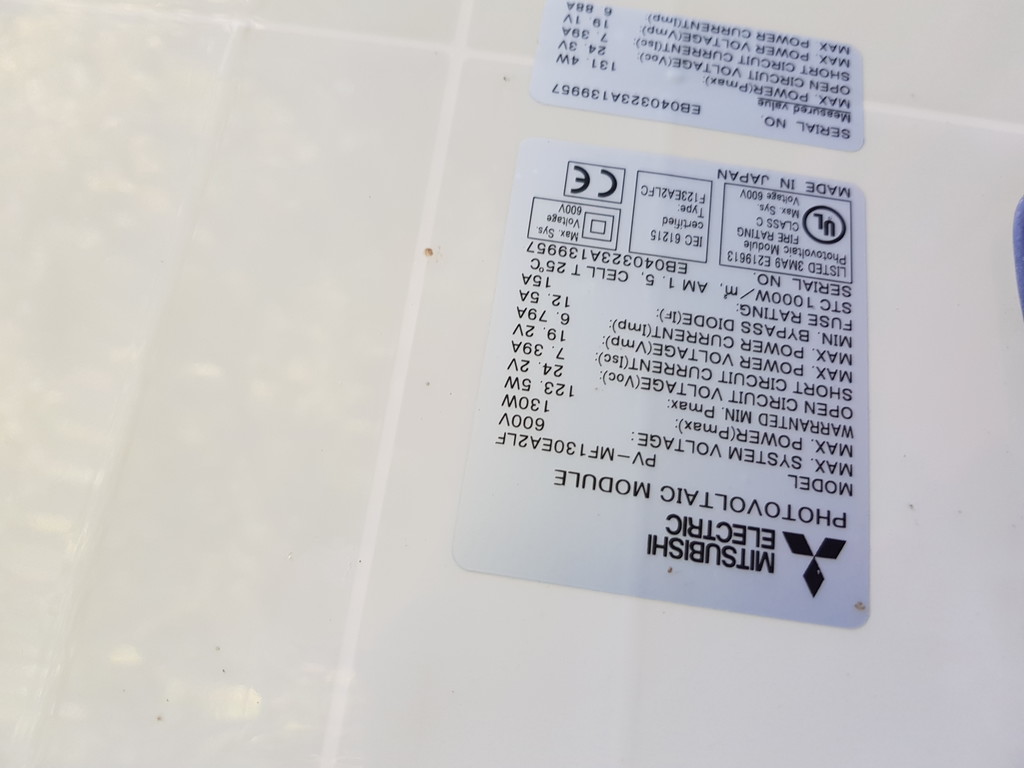 MITSUBISHI
ELECTRIC
PHOTOVOLTAIC MODULE
MODEL PV-MF130EA2LF
MAX. SYSTEM VOLTAGE: 600V
MAX. POWER(Pmax): 130W
WARRANTED MIN. Pmax: 123. 5W
OPEN CIRCUIT VOLTAGE(Voc): 24. 2V
SHORT CIRCUIT CURRENT(Isc): 7. 39A
MAX. POWER VOLTAGE(Vmp): 19. 2V
MAX. POWER CURRENT(Imp): 6. 79A
MIN. BYPASS DIODE(IF): 12. 5A
FUSE RATING: 15A
STC 1000W/㎡, AM 1. 5, CELL T 25℃
SERIAL NO. EB040323A139957
LISTED 3MA9 E219613
Photovoltaic Module
UL
FIRE RATING
CLASS C
Max. Sys.
Voltage 600V
IEC 61215
certified
Type:
F123EA2LFC
Max. Sys.
Voltage
600V
CE
MADE IN JAPAN
SERIAL NO. EB040323A139957
Measured value
MAX. POWER(Pmax): 131. 4W
OPEN CIRCUIT VOLTAGE(Voc): 24. 3V
SHORT CIRCUIT CURRENT(Isc): 7. 39A
MAX. POWER VOLTAGE(Vmp): 19. 1V
MAX. POWER CURRENT(Imp) 6. 88A